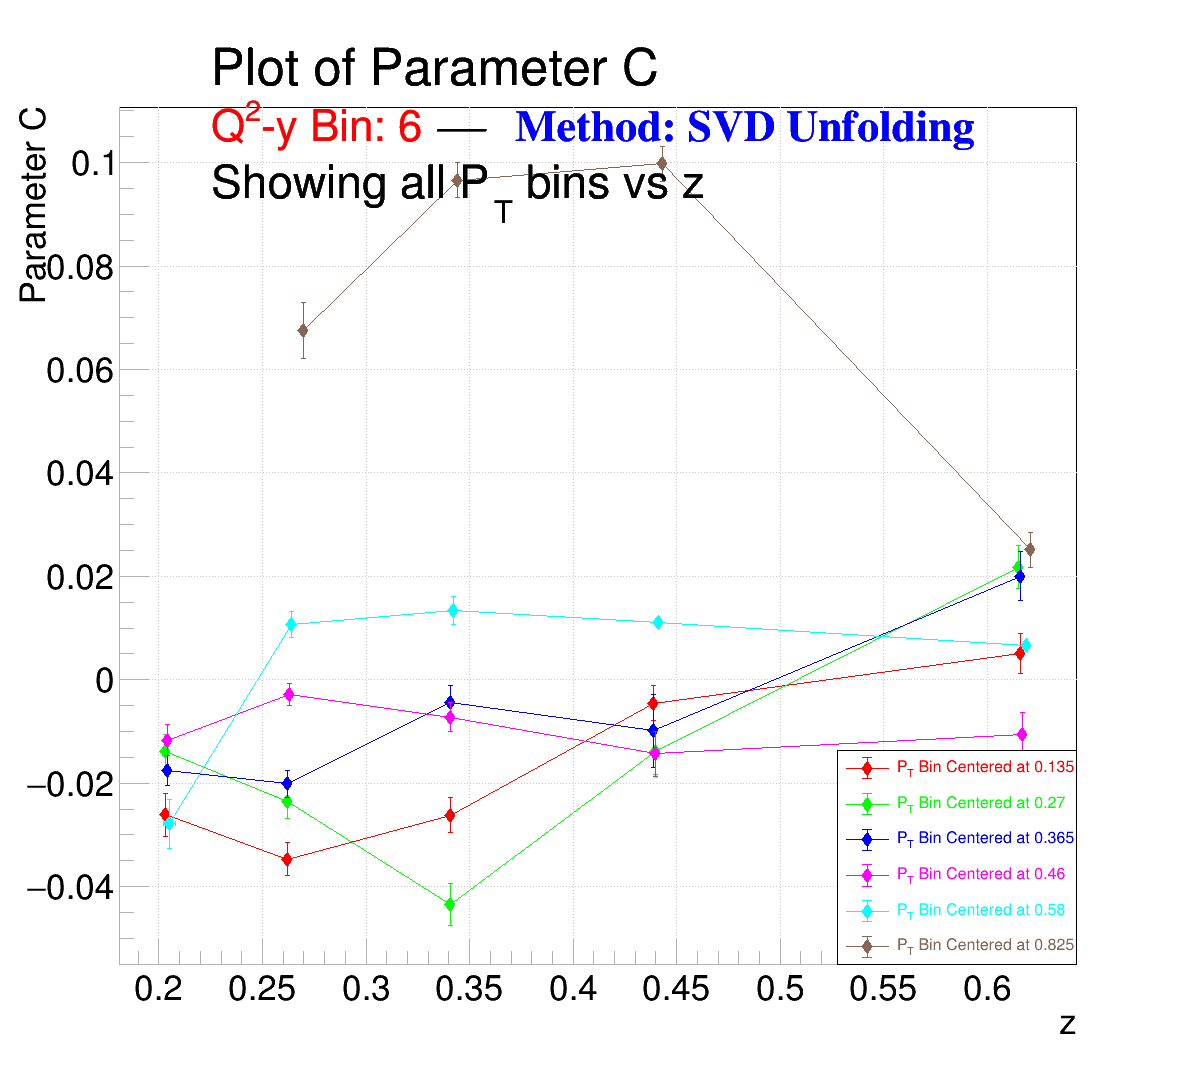 Plot of Parameter C
Q2-y Bin: 6 — Method: SVD Unfolding
Showing all PT bins vs z
Parameter C
0.1
0.08
0.06
0.04
0.02
0
−0.02
−0.04
PT Bin Centered at 0.135
PT Bin Centered at 0.27
PT Bin Centered at 0.365
PT Bin Centered at 0.46
PT Bin Centered at 0.58
PT Bin Centered at 0.825
0.2 0.25 0.3 0.35 0.4 0.45 0.5 0.55 0.6
z